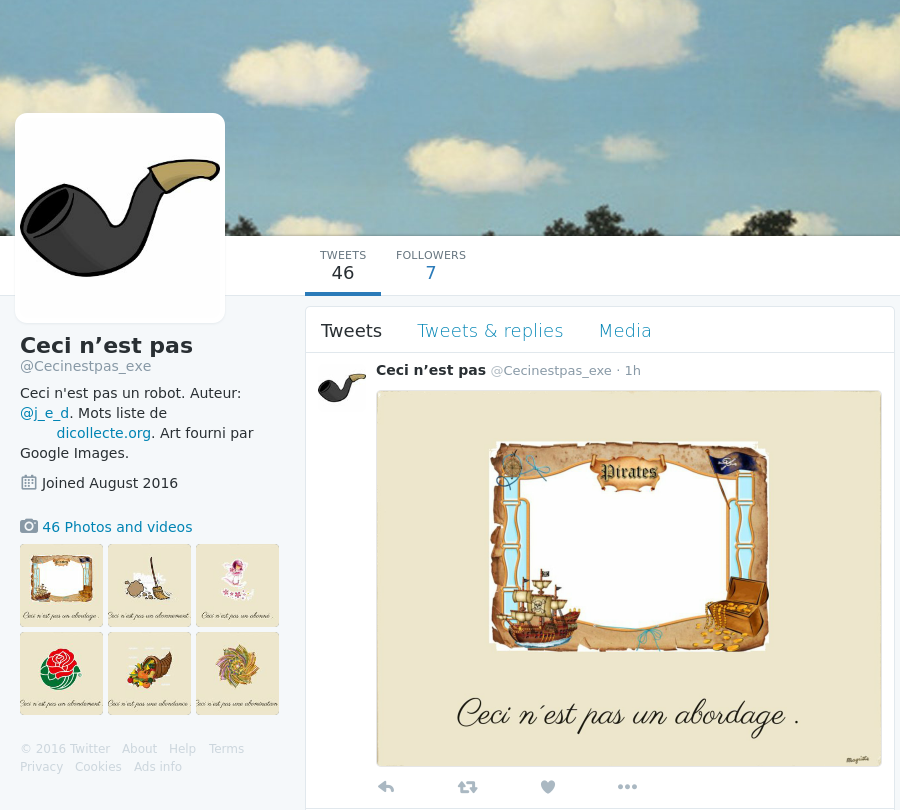 TWEETS
46
FOLLOWERS
7
Ceci n’est pas
@Cecinestpas_exe
Ceci n'est pas un robot. Auteur:
@j_e_d. Mots liste de
dicollecte.org. Art fourni par
Google Images.
Joined August 2016
46 Photos and videos
Pirates
Ceci n'est pas un abordage .
Ceci n'est pas un abonnement
Ceci n'est pas un abonné .
Ceci n'est pas un abondement
Ceci n'est pas une abondance
Ceci n'est pas une abomination
© 2016 Twitter About Help Terms
Privacy Cookies Ads info
Tweets Tweets & replies Media
Ceci n’est pas @Cecinestpas_exe · 1h
Pirates
Ceci n´est pas un abordage .
Magritte